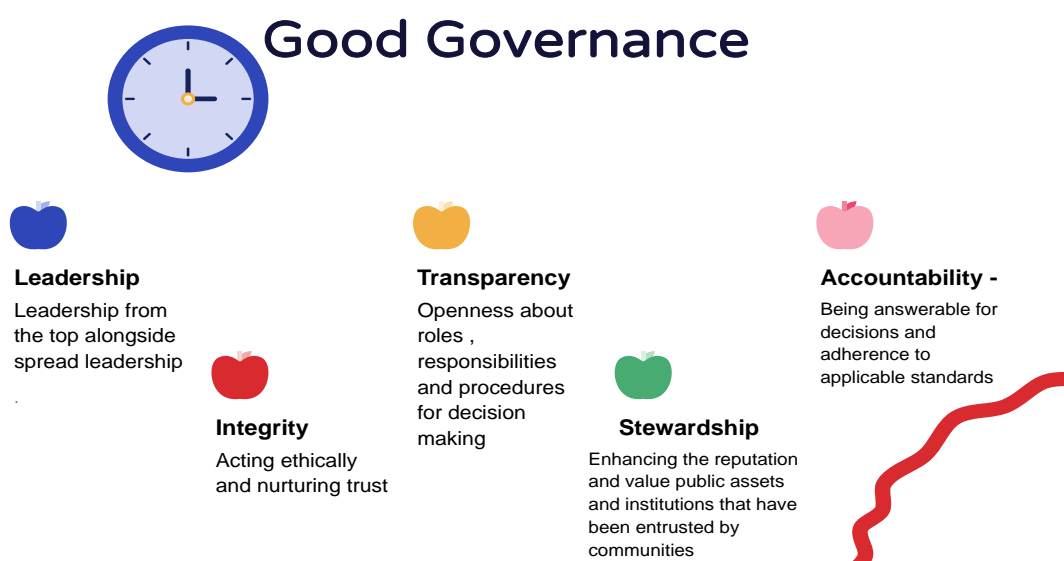 Good Governance
Leadership
Leadership from
the top alongside
spread leadership
.
Integrity
Acting ethically
and nurturing trust
Transparency
Openness about
roles ,
responsibilities
and procedures
for decision
making
Stewardship
Enhancing the reputation
and value public assets
and institutions that have
been entrusted by
communities
Accountability -
Being answerable for
decisions and
adherence to
applicable standards